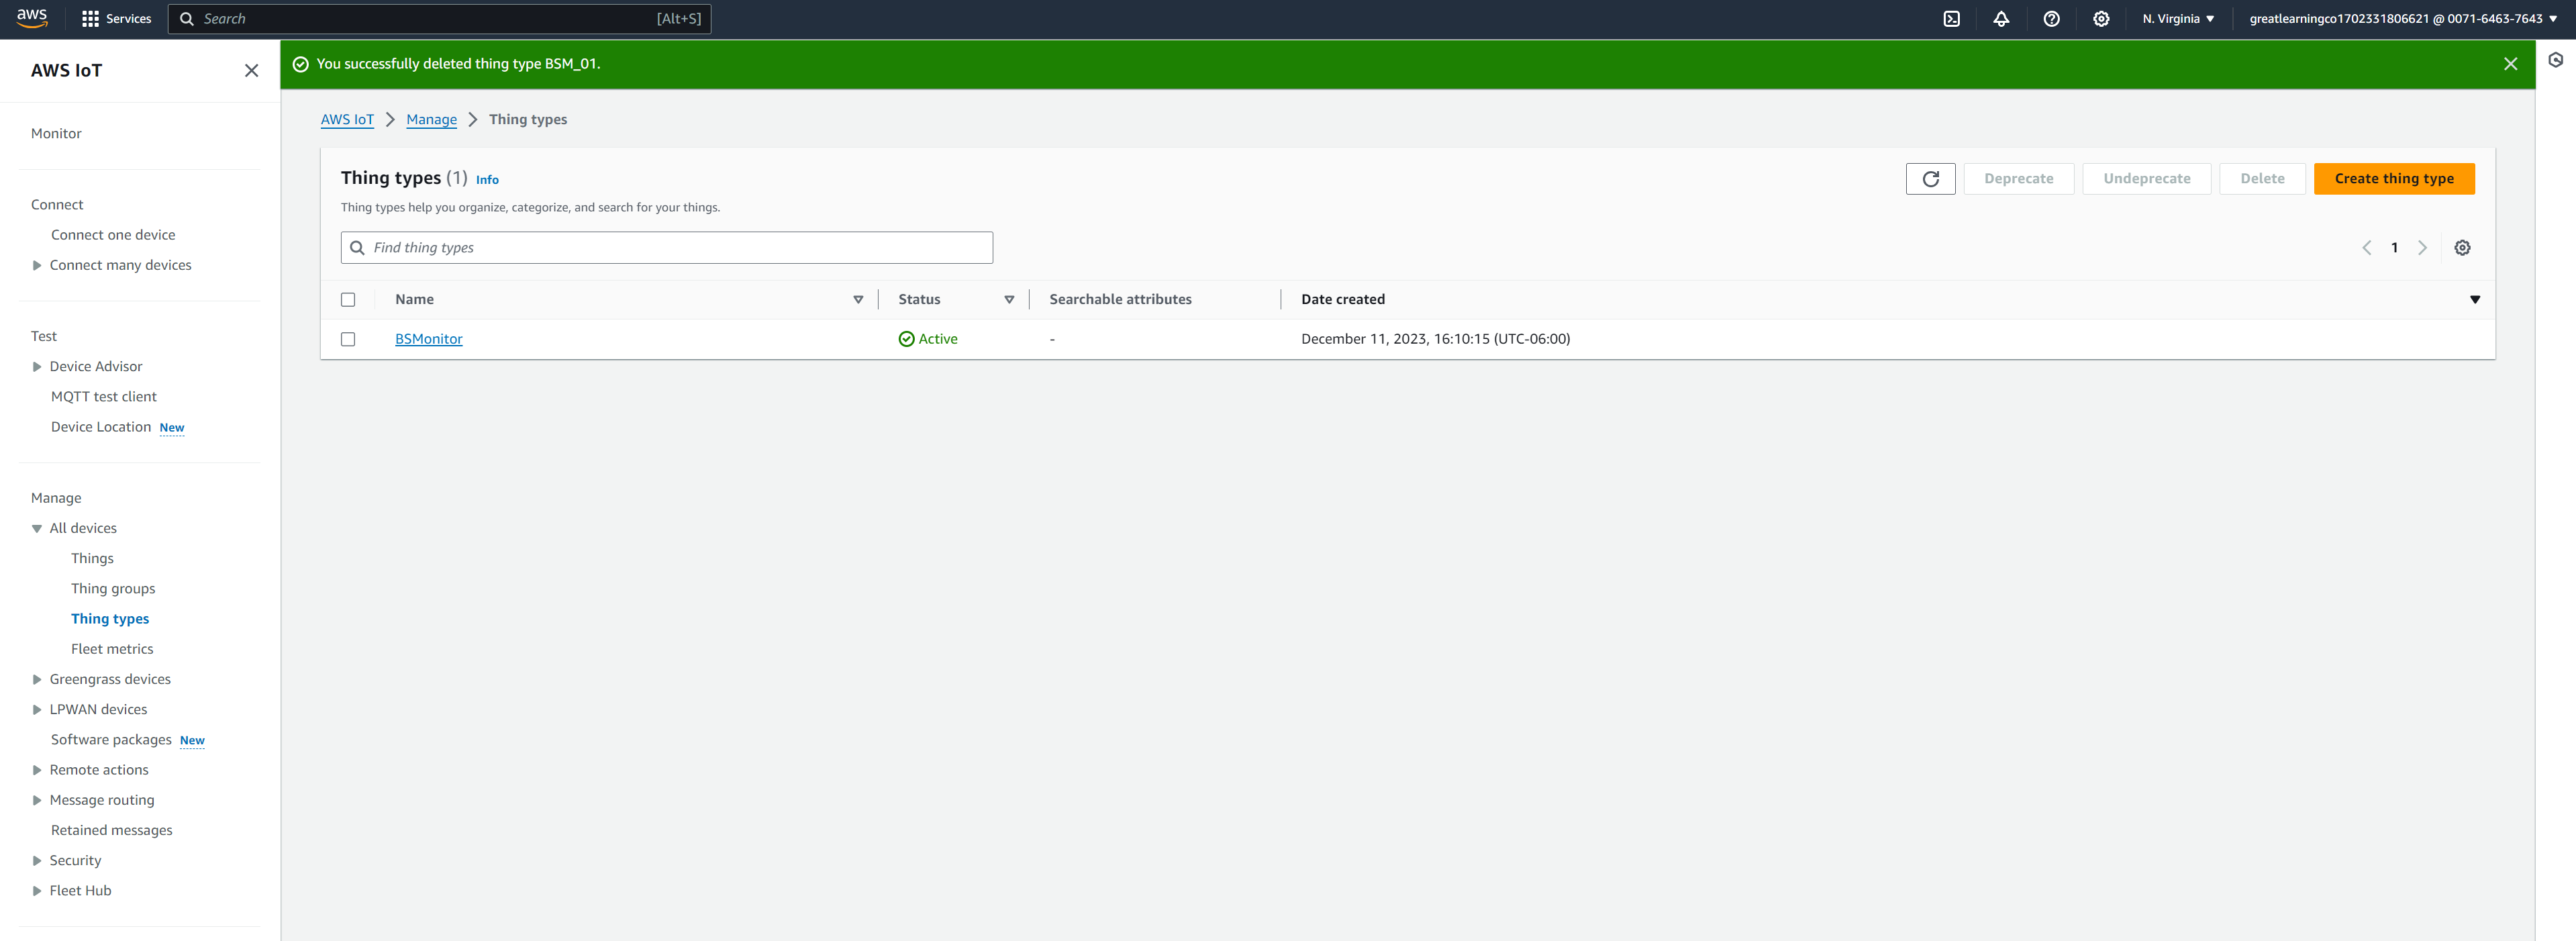 aws
Services
Search [Alt+S]
N. Virginia
greatlearningco1702331806621 @ 0071-6463-7643
AWS IoT
You successfully deleted thing type BSM_01.
Monitor
Connect
Connect one device
Connect many devices
Test
Device Advisor
MQTT test client
Device Location New
Manage
All devices
Things
Thing groups
Thing types
Fleet metrics
Greengrass devices
LPWAN devices
Software packages New
Remote actions
Message routing
Retained messages
Security
Fleet Hub
AWS IoT Manage Thing types
Thing types (1) Info
Thing types help you organize, categorize, and search for your things.
Deprecate
Undeprecate
Delete
Create thing type
Find thing types
1
Name Status Searchable attributes Date created
BSMonitor Active - December 11, 2023, 16:10:15 (UTC-06:00)